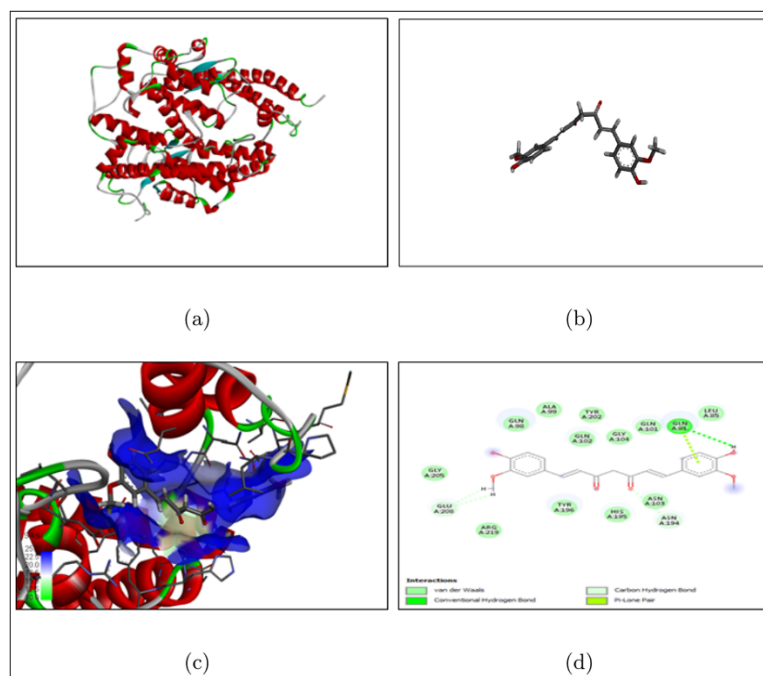 (a)
(b)
(c)
(d)
ALA
A:99
TYR
A:202
LEU
A:85
GLN
A:98
GLN
A:102
GLY
A:104
GLN
A:101
GLN
A:81
GLY
A:205
GLU
A:208
H
H
H
TYR
A:196
HIS
A:195
ASN
A:103
ASN
A:194
ARG
A:219
Interactions
van der Waals
Conventional Hydrogen Bond
Carbon Hydrogen Bond
Pi-Lone Pair